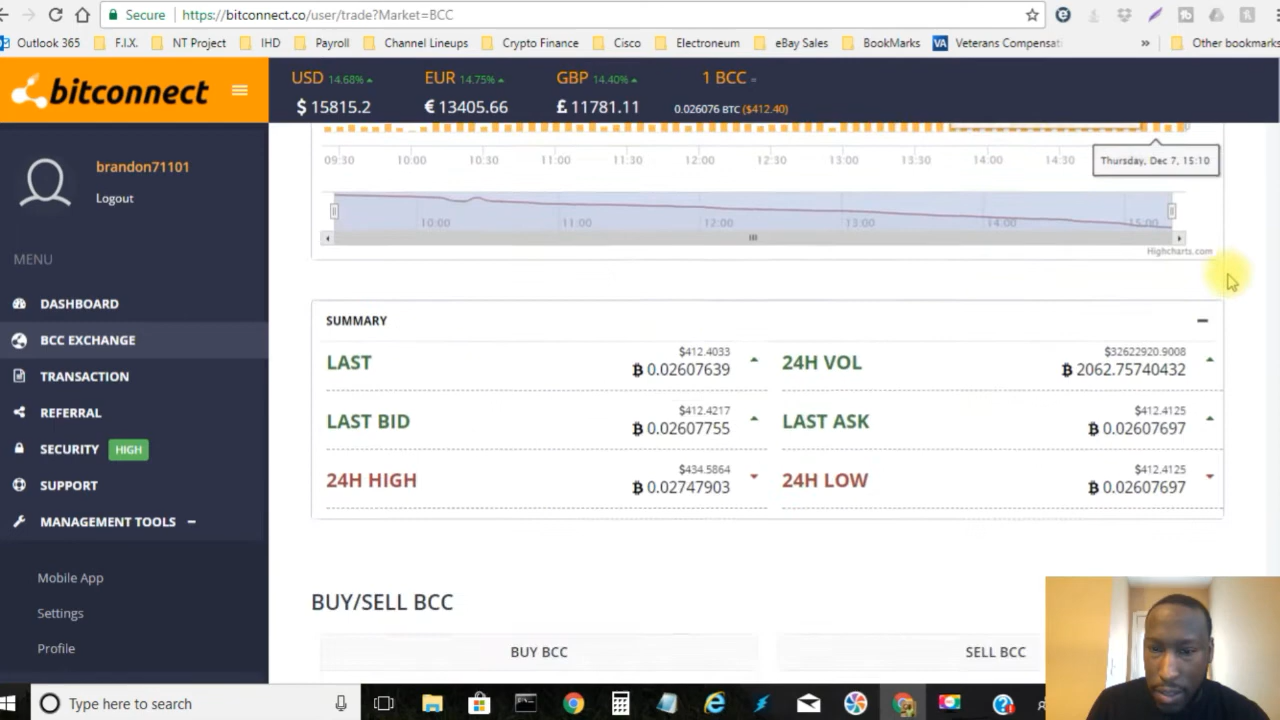 Secure https://bitconnect.co/user/trade?Market=BCC
Outlook 365 F.I.X. NT Project IHD Payroll Channel Lineups Crypto Finance Cisco Electroneum eBay Sales BookMarks VA Veterans Compensati » Other bookmarks
bitconnect
USD 14.68% EUR 14.75% GBP 14.40% 1 BCC =
$ 15815.2 € 13405.66 £ 11781.11 0.026076 BTC ($412.40)
brandon71101
Logout
MENU
DASHBOARD
BCC EXCHANGE
TRANSACTION
REFERRAL
SECURITY HIGH
SUPPORT
MANAGEMENT TOOLS –
Mobile App
Settings
Profile
09:30 10:00 10:30 11:00 11:30 12:00 12:30 13:00 13:30 14:00 14:30
Thursday, Dec 7, 15:10
10:00 11:00 12:00 13:00 14:00 15:00
Highcharts.com
SUMMARY
$412.4033 $32622920.9008
LAST ₿ 0.02607639 24H VOL ₿ 2062.75740432
$412.4217 $412.4125
LAST BID ₿ 0.02607755 LAST ASK ₿ 0.02607697
$434.5864 $412.4125
24H HIGH ₿ 0.02747903 24H LOW ₿ 0.02607697
BUY/SELL BCC
BUY BCC SELL BCC
Type here to search